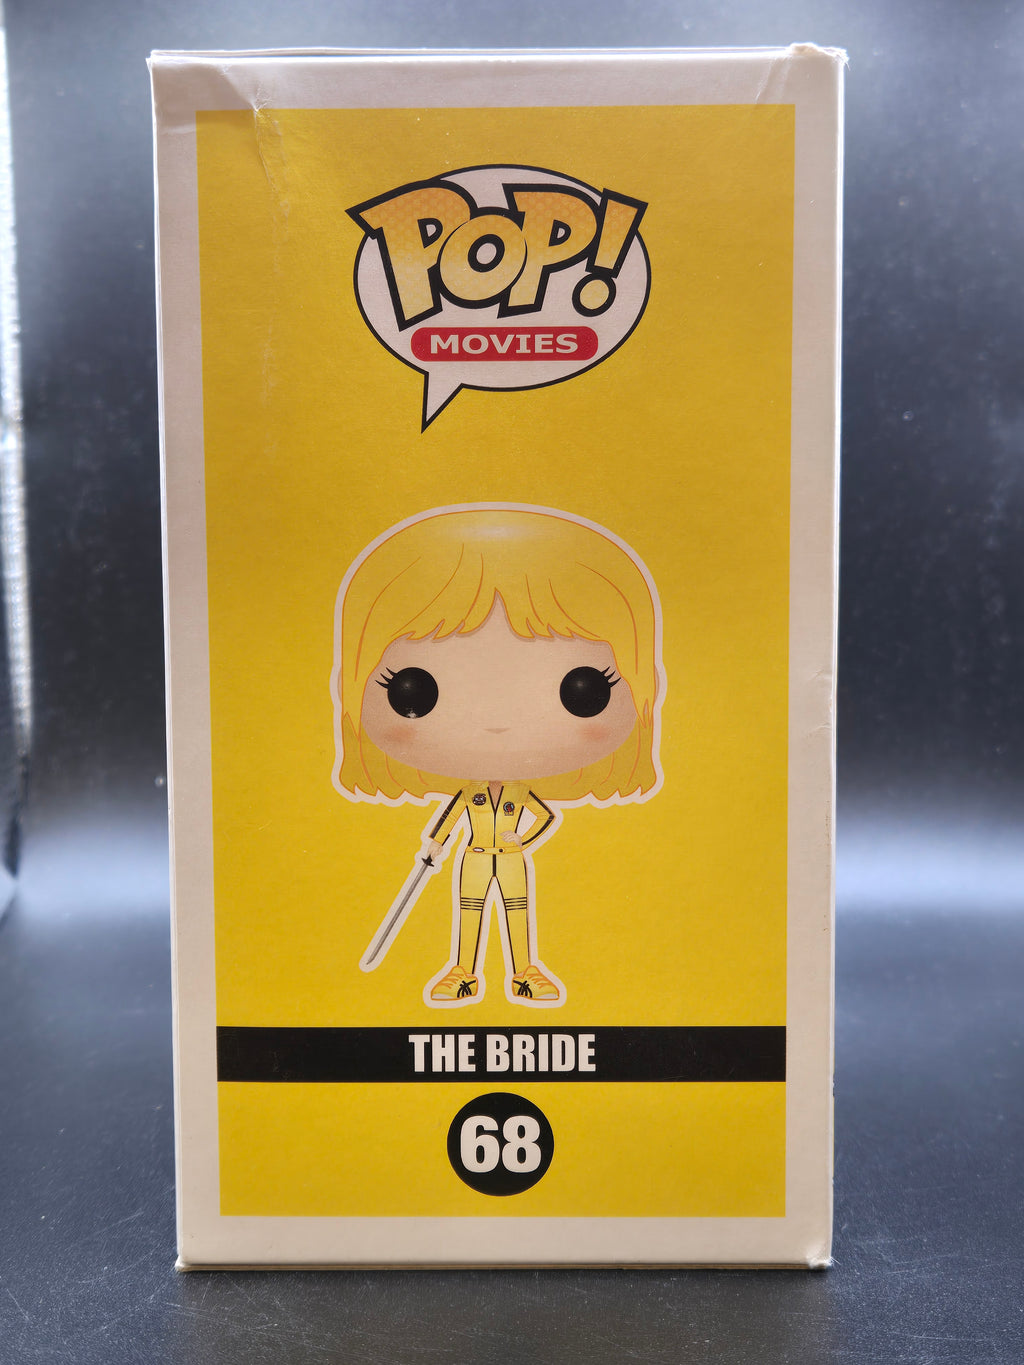 POP!
MOVIES
THE BRIDE
68